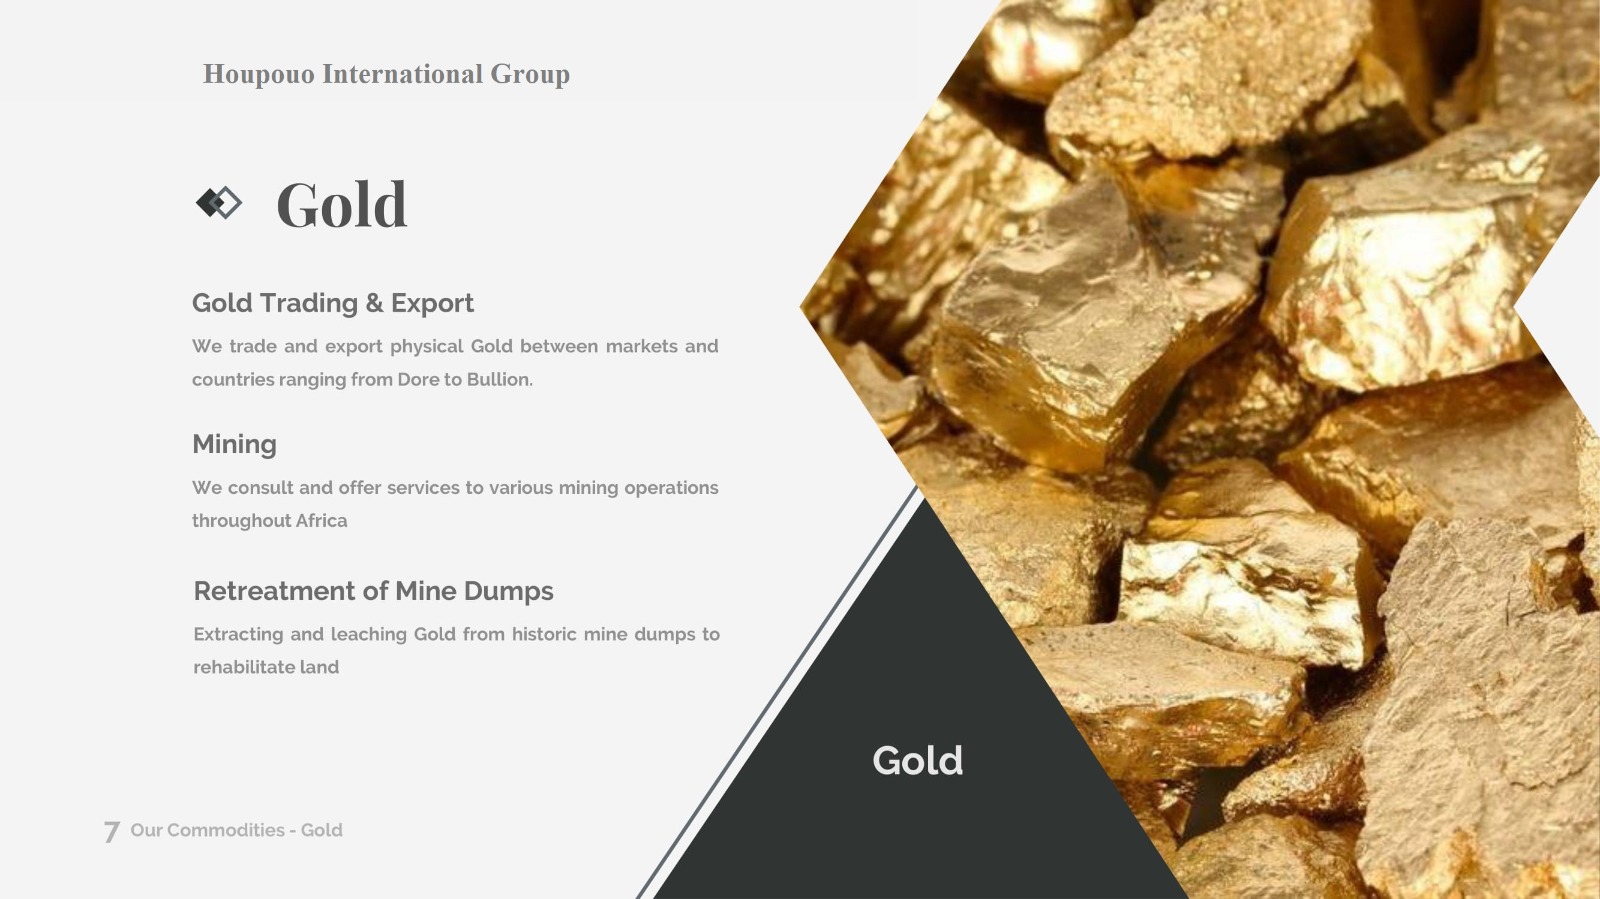 Houpouo International Group
Gold
Gold Trading & Export
We trade and export physical Gold between markets and
countries ranging from Dore to Bullion.
Mining
We consult and offer services to various mining operations
throughout Africa
Retreatment of Mine Dumps
Extracting and leaching Gold from historic mine dumps to
rehabilitate land
Gold
7 Our Commodities - Gold